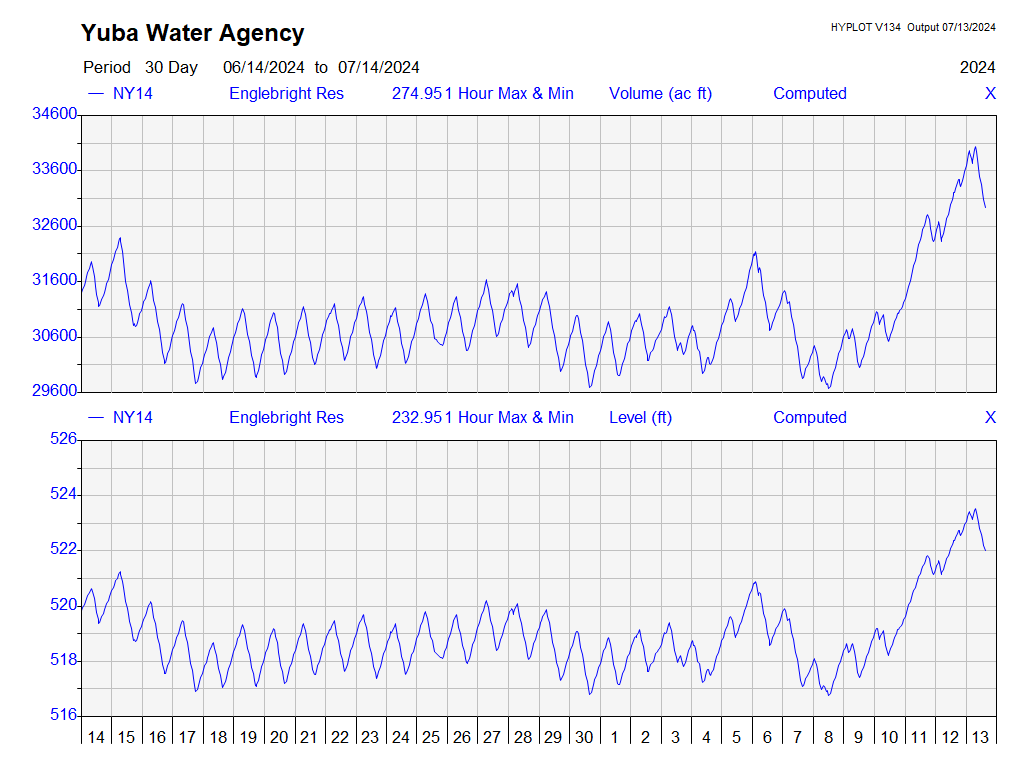 Yuba Water Agency
HYPLOT V134 Output 07/13/2024
Period 30 Day 06/14/2024 to 07/14/2024 2024
NY14 Englebright Res 274.951 Hour Max & Min Volume (ac ft) Computed X
34600
33600
32600
31600
30600
29600
NY14 Englebright Res 232.951 Hour Max & Min Level (ft) Computed X
526
524
522
520
518
516
14 15 16 17 18 19 20 21 22 23 24 25 26 27 28 29 30 1 2 3 4 5 6 7 8 9 10 11 12 13